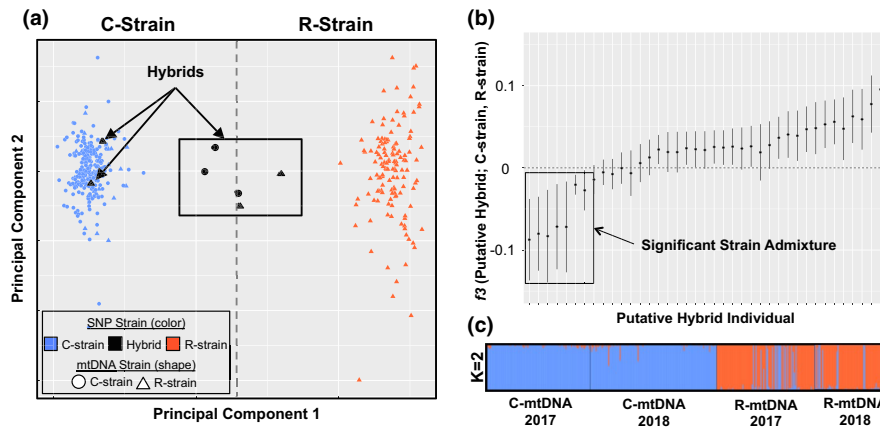 (a)
C-Strain
R-Strain
Hybrids
Principal Component 2
SNP Strain (color)
C-strain
Hybrid
R-strain
mtDNA Strain (shape)
C-strain
R-strain
Principal Component 1
(b)
f3 (Putative Hybrid; C-strain, R-strain)
0.1
0
-0.1
Significant Strain Admixture
Putative Hybrid Individual
(c)
K=2
C-mtDNA
2017
C-mtDNA
2018
R-mtDNA
2017
R-mtDNA
2018